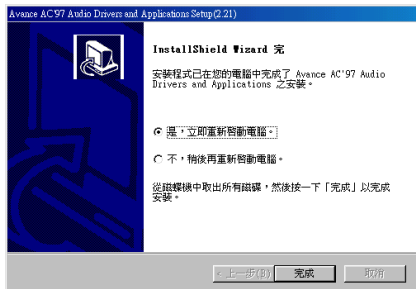 Avance AC'97 Audio Drivers and Applications Setup(2.21)
InstallShield Wizard 完
安裝程式已在您的電腦中完成了 Avance AC'97 Audio
Drivers and Applications 之安裝。
是，立即重新啓動電腦。
不，稍後再重新啓動電腦。
從磁碟機中取出所有磁碟，然後按一下「完成」以完成
安裝。
< 上一步(B)
完成
取消